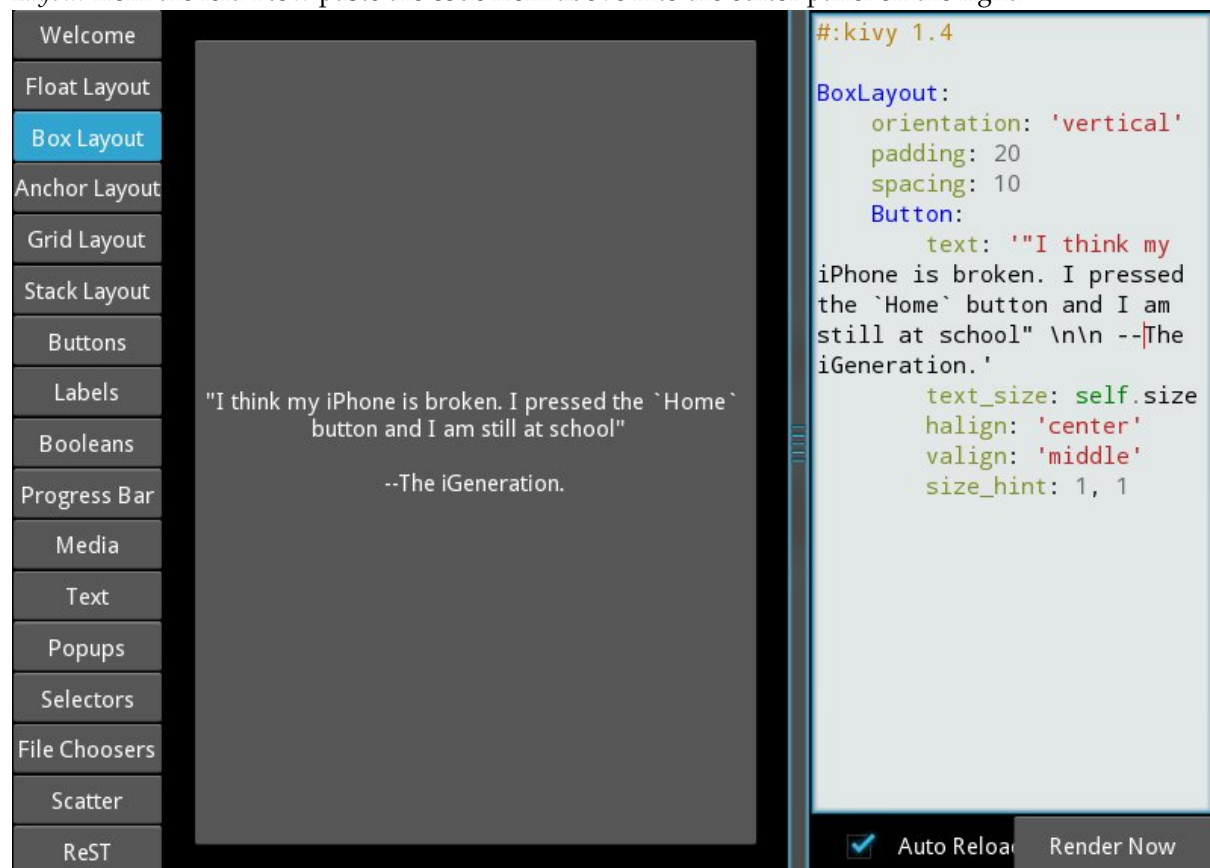 Welcome
Float Layout
Box Layout
Anchor Layout
Grid Layout
Stack Layout
Buttons
Labels
Booleans
Progress Bar
Media
Text
Popups
Selectors
File Choosers
Scatter
ReST
"I think my iPhone is broken. I pressed the `Home`
button and I am still at school"
--The iGeneration.
#:kivy 1.4
BoxLayout:
    orientation: 'vertical'
    padding: 20
    spacing: 10
    Button:
        text: '"I think my
iPhone is broken. I pressed
the `Home` button and I am
still at school" \n\n --The
iGeneration.'
        text_size: self.size
        halign: 'center'
        valign: 'middle'
        size_hint: 1, 1
Auto Reloa
Render Now